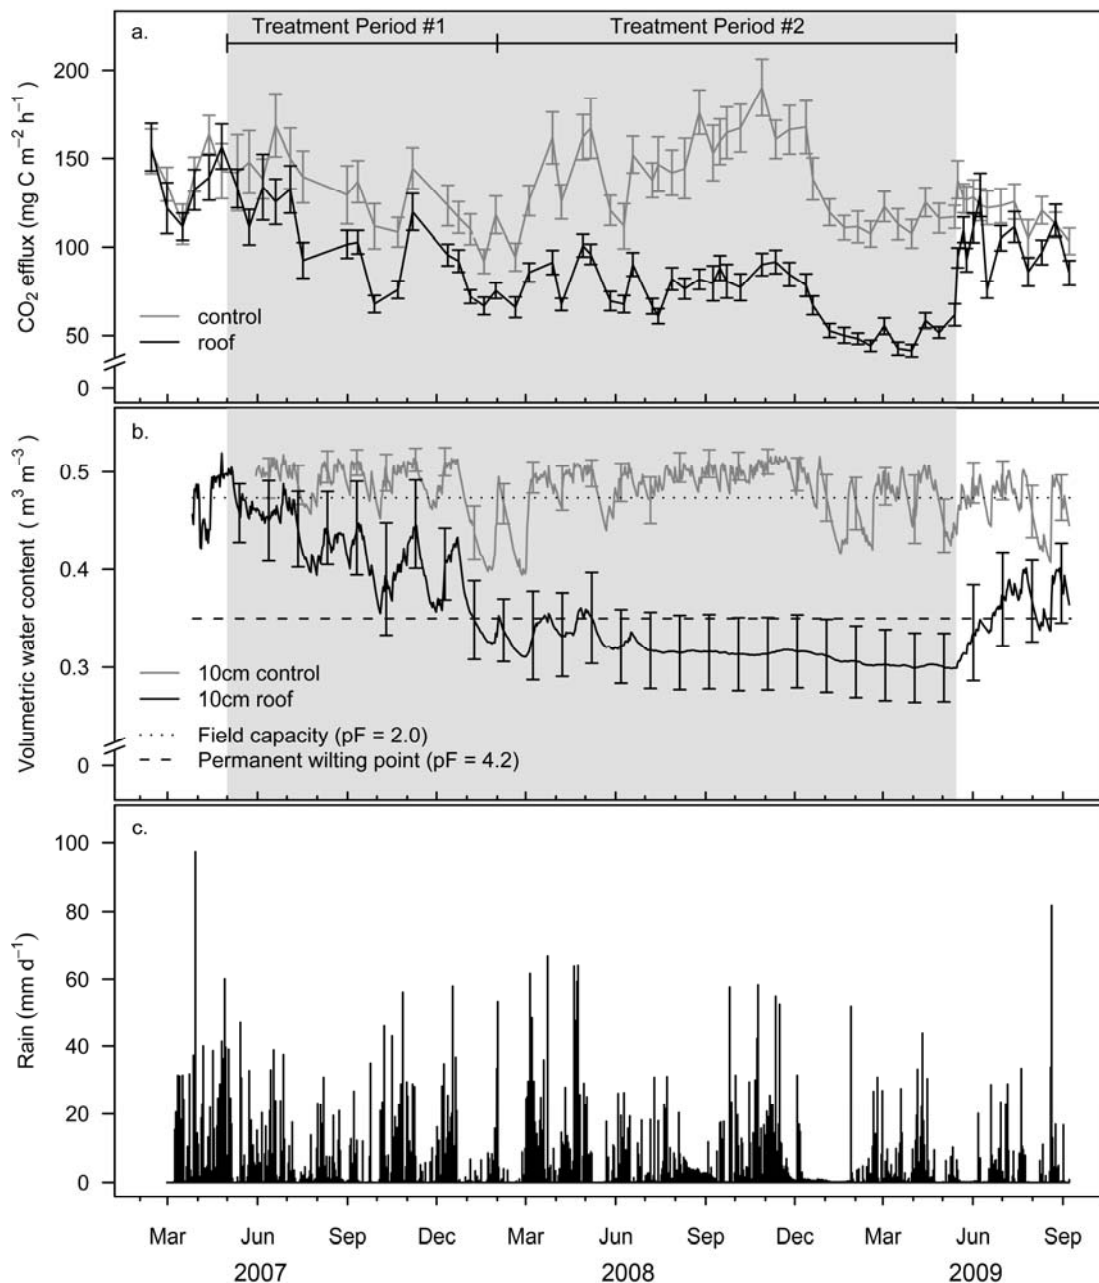 a.
Treatment Period #1
Treatment Period #2
CO2 efflux (mg C m−2 h−1)
200
150
100
50
0
control
roof
b.
Volumetric water content ( m3 m−3)
0.5
0.4
0.3
0
10cm control
10cm roof
Field capacity (pF = 2.0)
Permanent wilting point (pF = 4.2)
c.
Rain (mm d−1)
100
80
60
40
20
0
Mar Jun Sep Dec Mar Jun Sep Dec Mar Jun Sep
2007 2008 2009